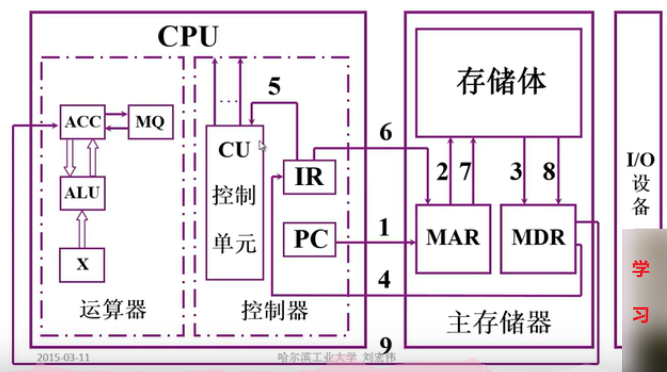 CPU
ACC
MQ
ALU
X
运算器
5
...
CU
控制
单元
IR
PC
控制器
6
1
4
9
存储体
2
7
3
8
MAR
MDR
主存储器
I/O
设
备
学
习
2015-03-11
哈尔滨工业大学 刘宏伟